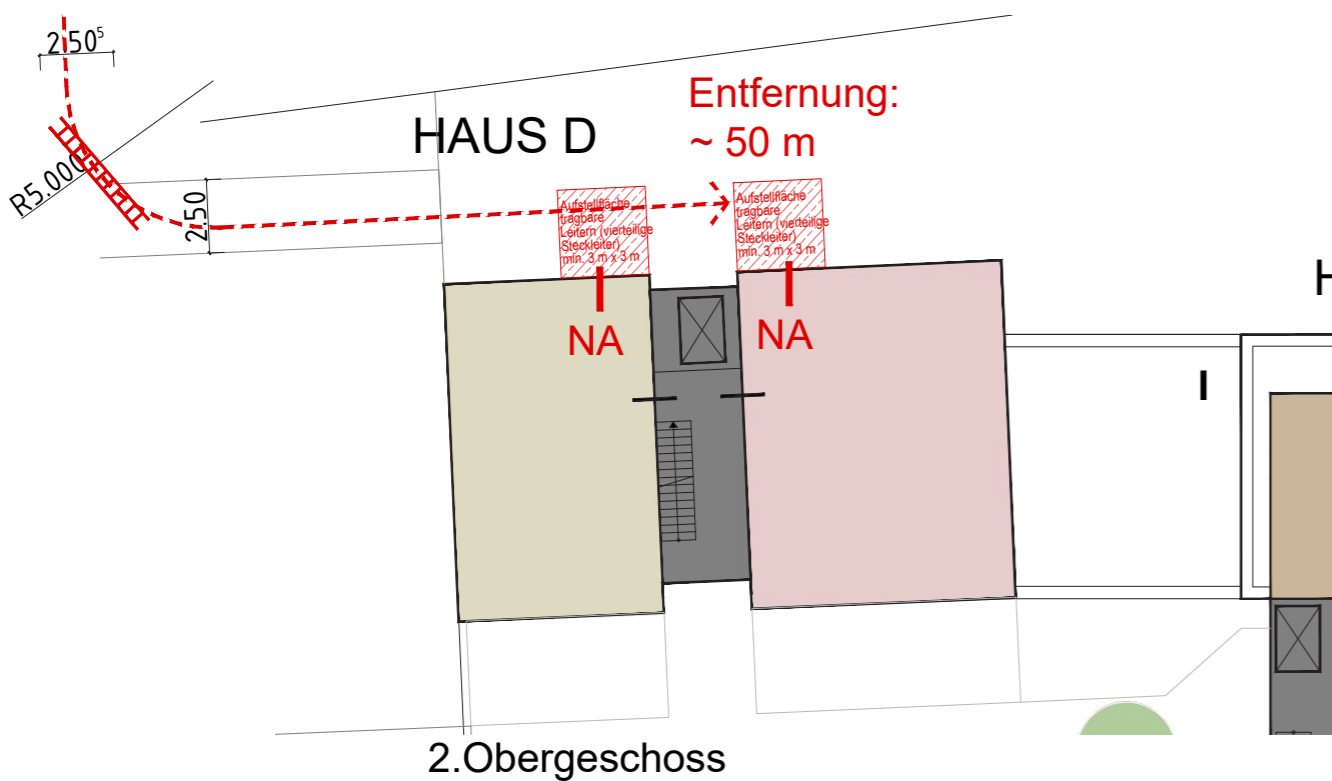 2.50⁵
Entfernung:
~ 50 m
HAUS D
R5.000
2.50
Aufstellfläche
tragbare
Leitern (vierteilige
Steckleiter)
min. 3 m x 3 m
Aufstellfläche
tragbare
Leitern (vierteilige
Steckleiter)
min. 3 m x 3 m
H
NA
NA
I
2.Obergeschoss